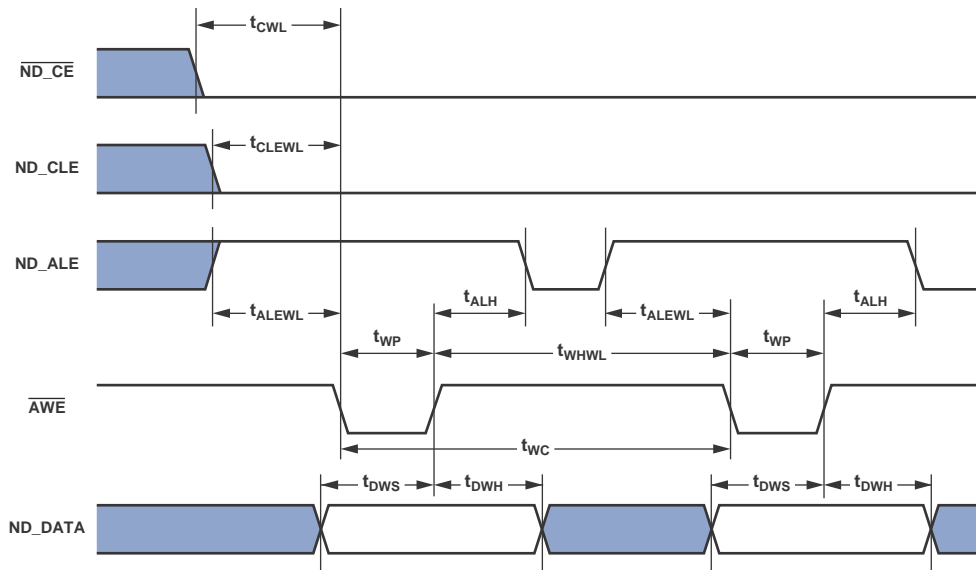 tCWL
ND_CE
tCLEWL
ND_CLE
ND_ALE
tALEWL
tALH
tALEWL
tALH
tWP
tWHWL
tWP
AWE
tWC
tDWS
tDWH
tDWS
tDWH
ND_DATA